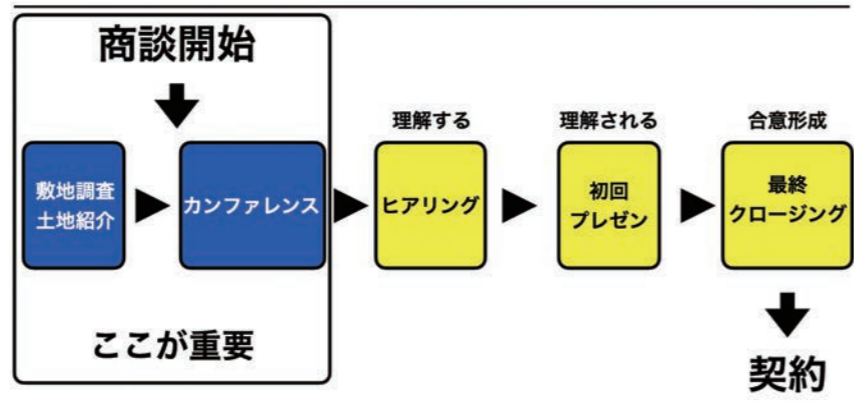 商談開始
敷地調査
土地紹介
カンファレンス
ここが重要
理解する
ヒアリング
理解される
初回
プレゼン
合意形成
最終
クロージング
契約